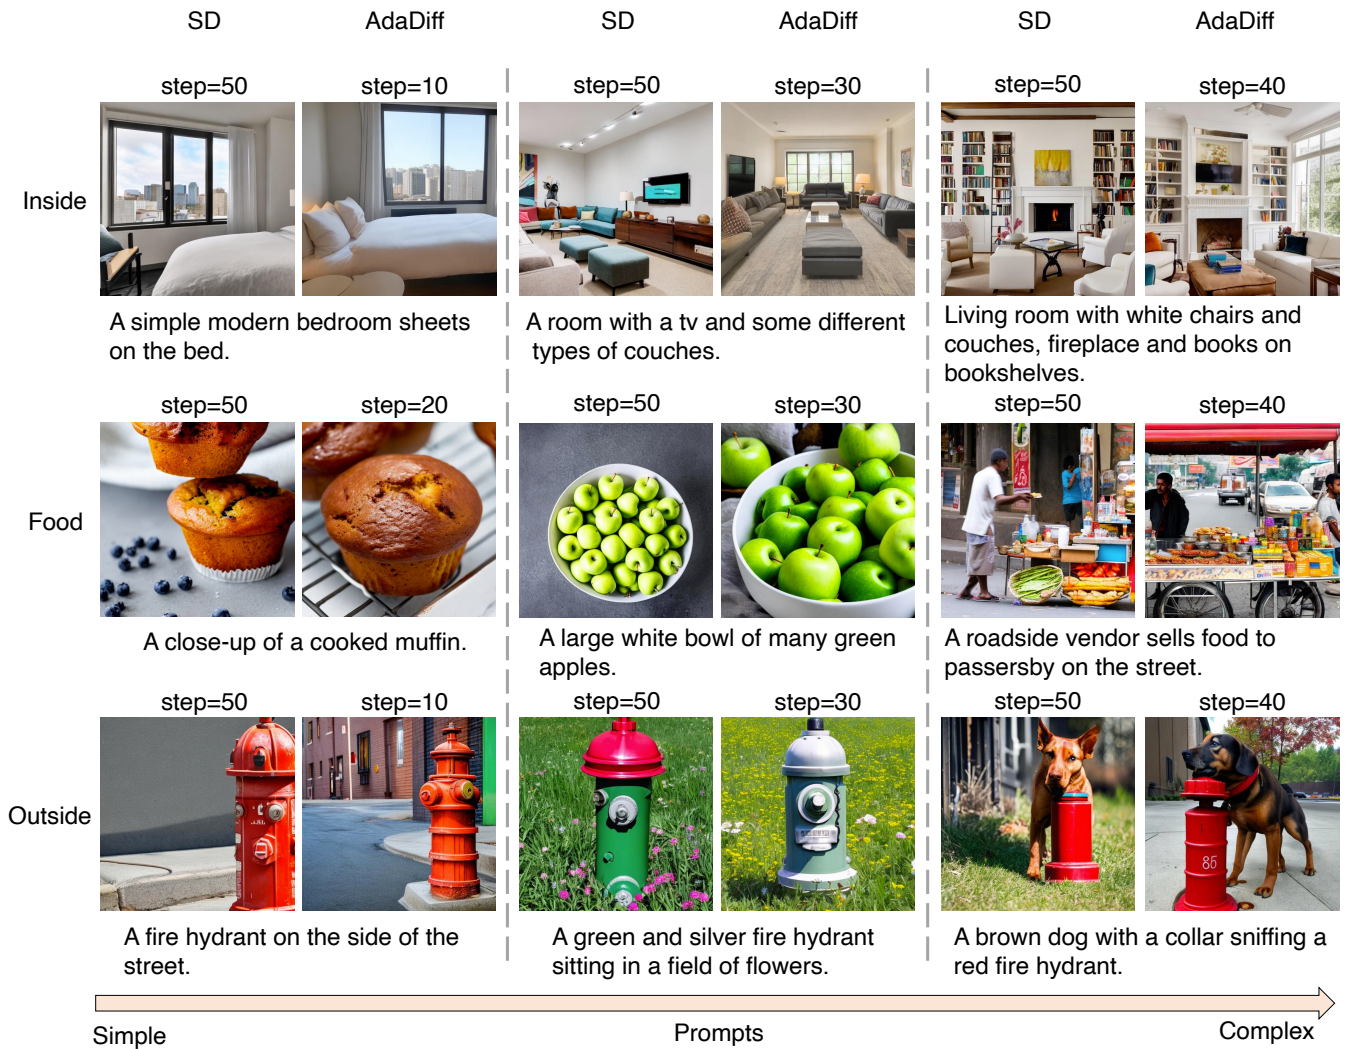 SD AdaDiff SD AdaDiff SD AdaDiff
step=50 step=10 step=50 step=30 step=50 step=40
Inside
A simple modern bedroom sheets
on the bed.
A room with a tv and some different
types of couches.
Living room with white chairs and
couches, fireplace and books on
bookshelves.
step=50 step=20 step=50 step=30 step=50 step=40
Food
A close-up of a cooked muffin.
A large white bowl of many green
apples.
A roadside vendor sells food to
passersby on the street.
step=50 step=10 step=50 step=30 step=50 step=40
Outside
85
A fire hydrant on the side of the
street.
A green and silver fire hydrant
sitting in a field of flowers.
A brown dog with a collar sniffing a
red fire hydrant.
Simple Prompts Complex